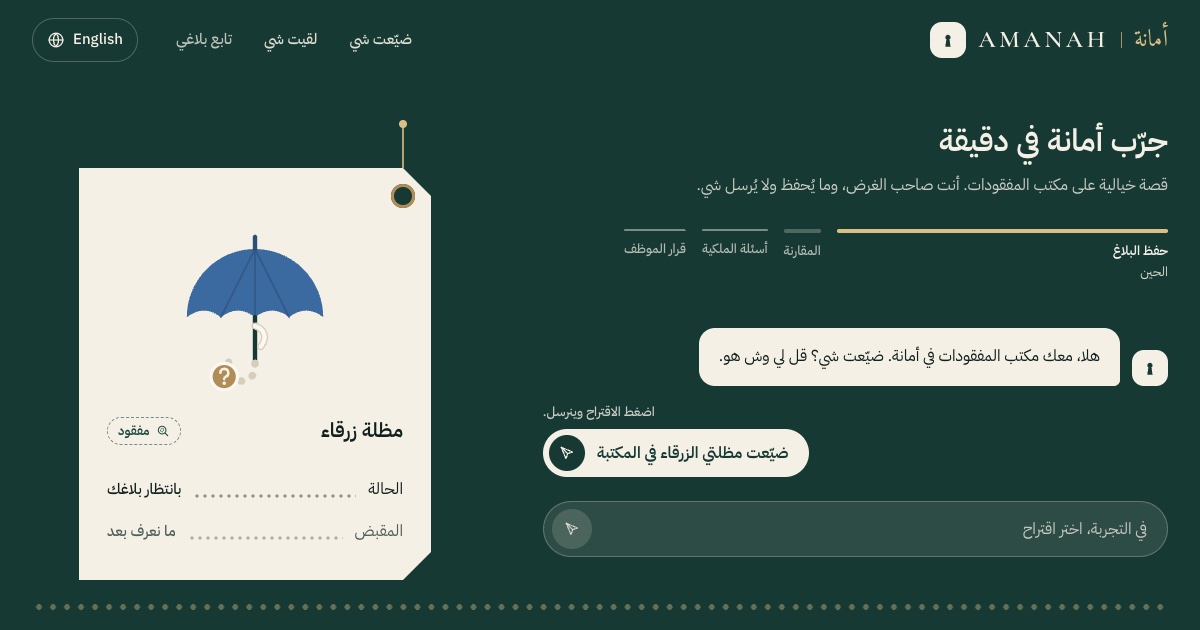 أمانة | AMANAH
ضيّعت شي
لقيت شي
تابع بلاغي
English
جرّب أمانة في دقيقة
قصة خيالية على مكتب المفقودات. أنت صاحب الغرض، وما يُحفظ ولا يُرسل شي.
حفظ البلاغ
الحين
المقارنة
أسئلة الملكية
قرار الموظف
هلا، معك مكتب المفقودات في أمانة. ضيّعت شي؟ قل لي وش هو.
اضغط الاقتراح وينرسل.
ضيّعت مظلتي الزرقاء في المكتبة
في التجربة، اختر اقتراح
?
مظلة زرقاء
مفقود
الحالة بانتظار بلاغك
المقبض ما نعرف بعد